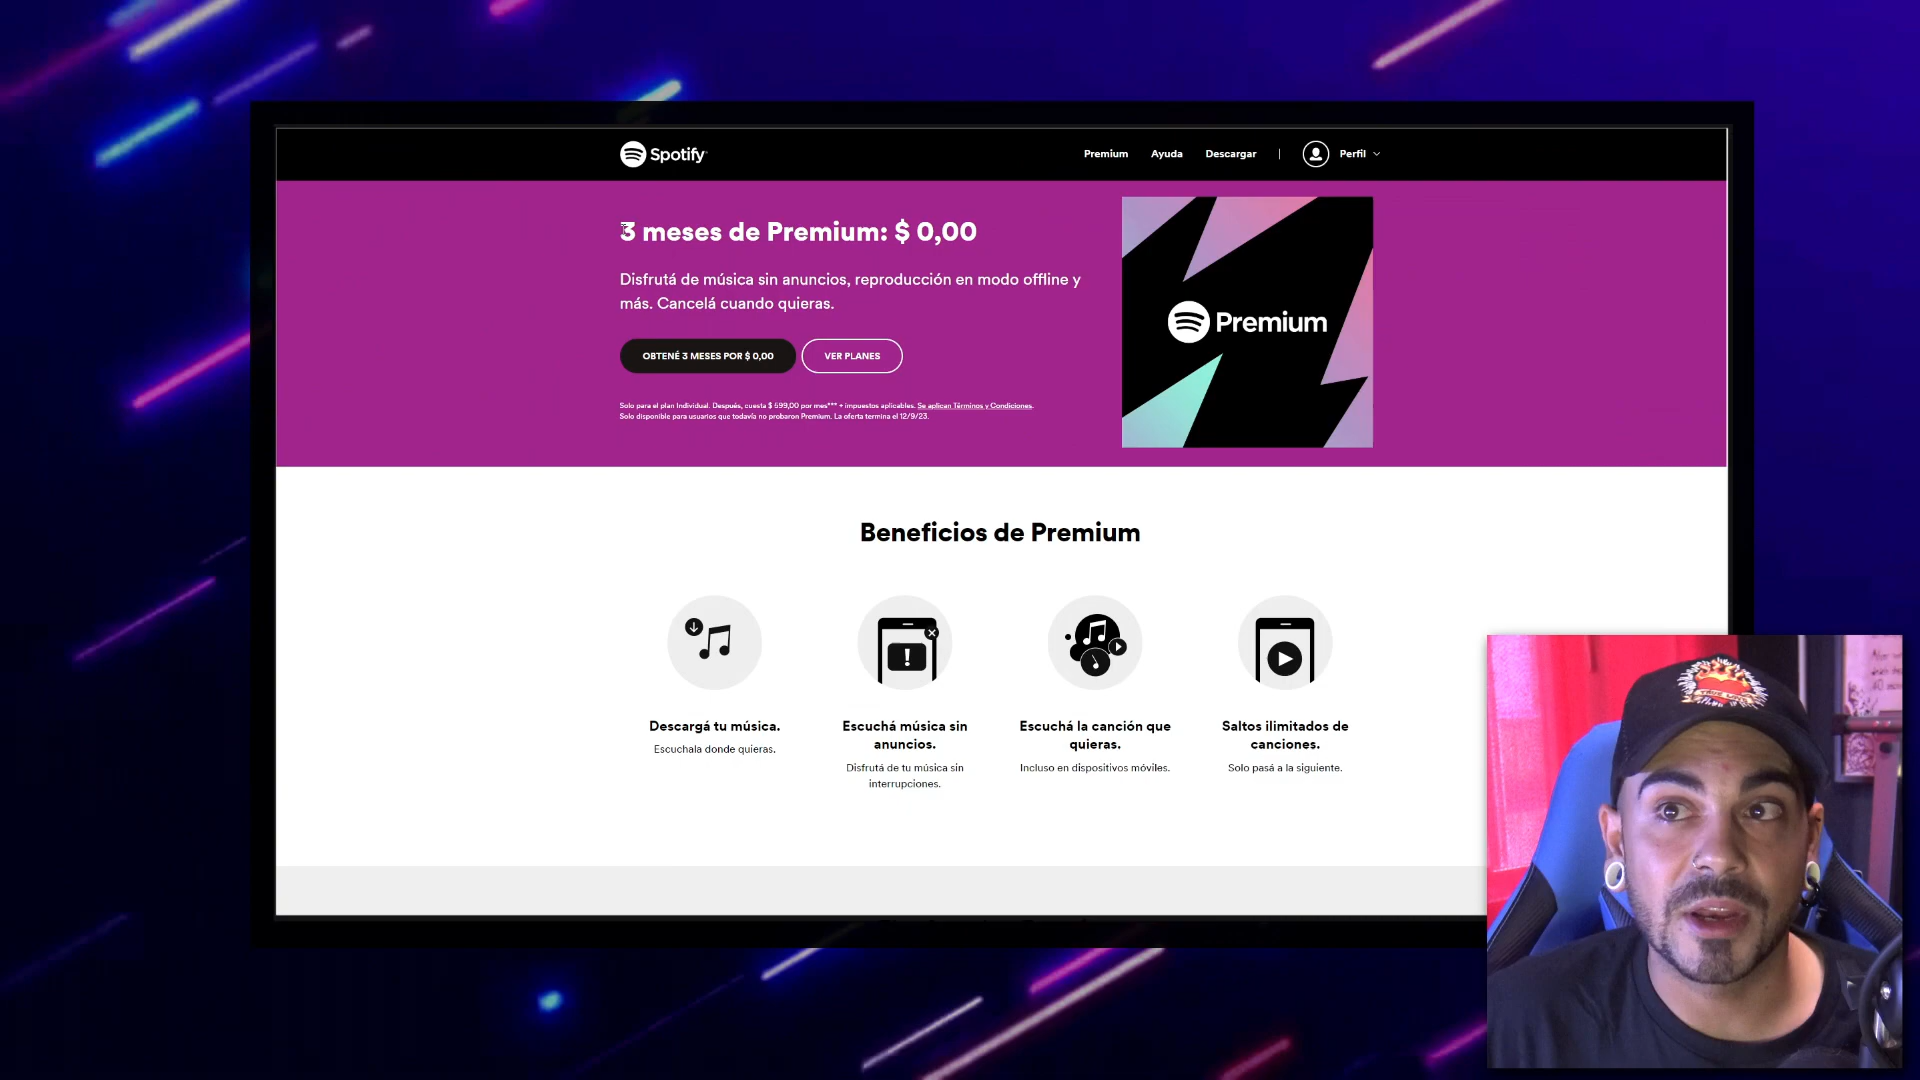 Spotify
Premium
Ayuda
Descargar
Perfil
3 meses de Premium: $ 0,00
Disfrutá de música sin anuncios, reproducción en modo offline y
más. Cancelá cuando quieras.
OBTENÉ 3 MESES POR $ 0,00
VER PLANES
Solo para el plan Individual. Después, cuesta $ 599,00 por mes*** + impuestos aplicables. Se aplican Términos y Condiciones.
Solo disponible para usuarios que todavía no probaron Premium. La oferta termina el 12/9/23.
Premium
Beneficios de Premium
Descargá tu música.
Escuchala donde quieras.
Escuchá música sin
anuncios.
Disfrutá de tu música sin
interrupciones.
Escuchá la canción que
quieras.
Incluso en dispositivos móviles.
Saltos ilimitados de
canciones.
Solo pasá a la siguiente.